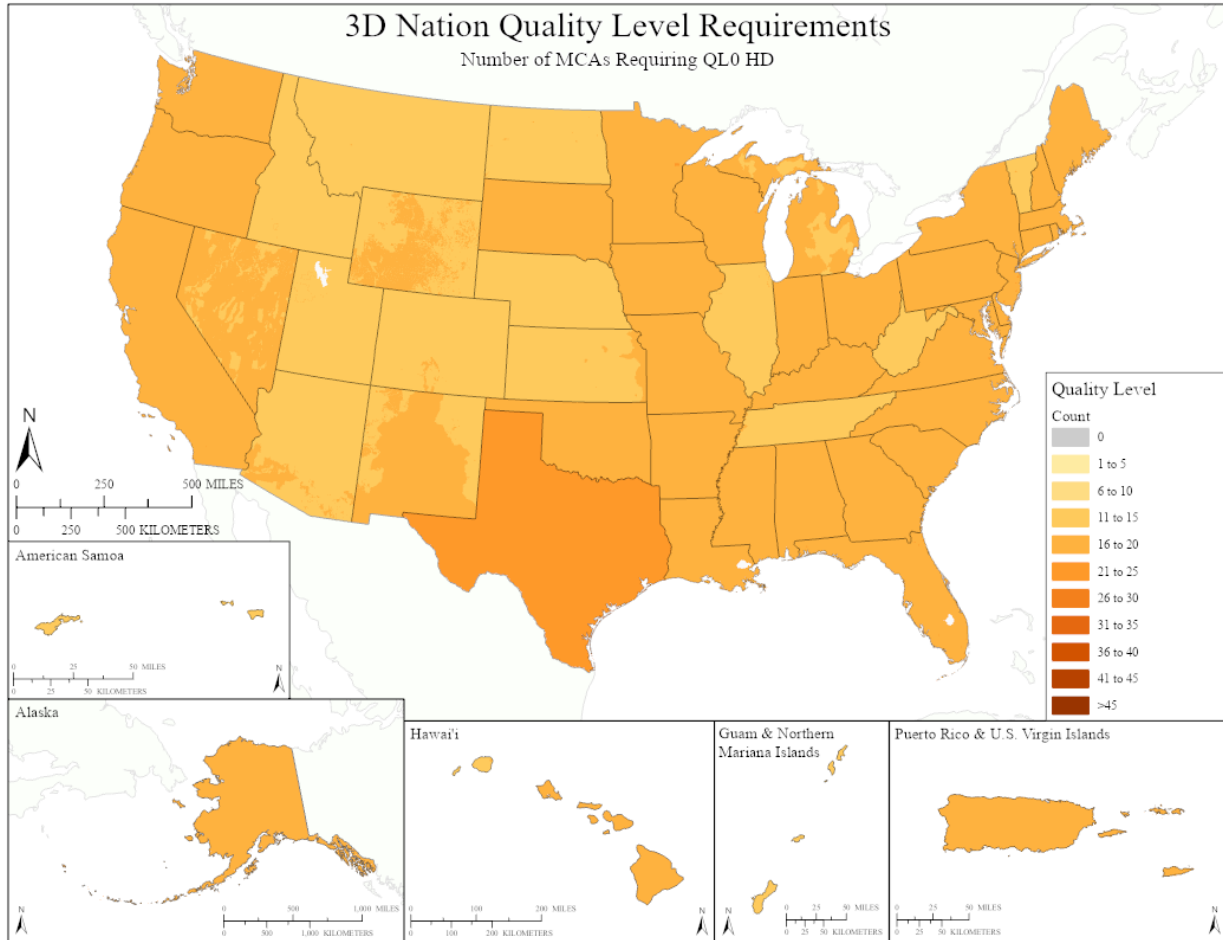 3D Nation Quality Level Requirements
Number of MCAs Requiring QL0 HD
N
0 250 500 MILES
0 250 500 KILOMETERS
Quality Level
Count
0
1 to 5
6 to 10
11 to 15
16 to 20
21 to 25
26 to 30
31 to 35
36 to 40
41 to 45
>45
American Samoa
0 25 50 MILES
0 25 50 KILOMETERS
N
Alaska
N
0 500 1,000 MILES
0 500 1,000 KILOMETERS
Hawai'i
0 100 200 MILES
0 100 200 KILOMETERS
N
Guam & Northern
Mariana Islands
N
0 25 50 MILES
0 25 50 KILOMETERS
Puerto Rico & U.S. Virgin Islands
0 25 50 MILES
0 25 50 KILOMETERS
N